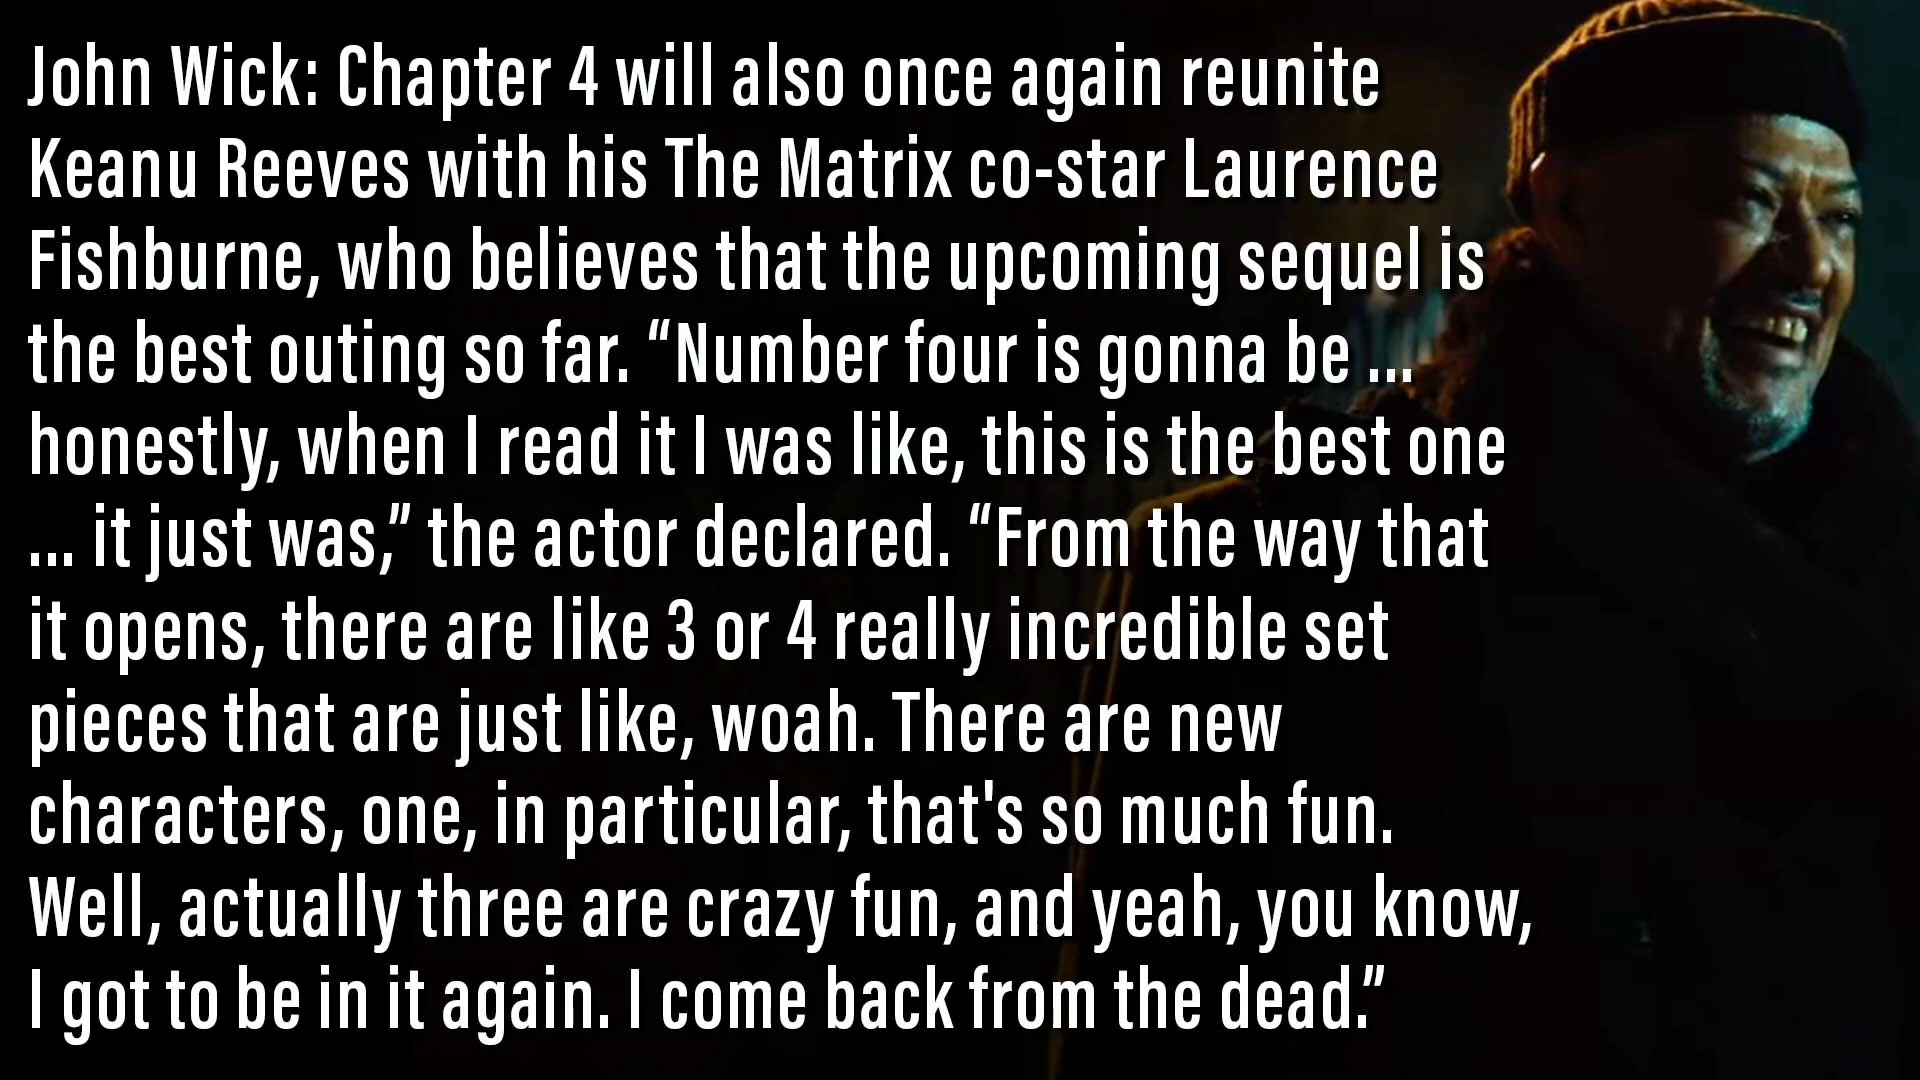 John Wick: Chapter 4 will also once again reunite
Keanu Reeves with his The Matrix co-star Laurence
Fishburne, who believes that the upcoming sequel is
the best outing so far. “Number four is gonna be ...
honestly, when I read it I was like, this is the best one
... it just was,” the actor declared. “From the way that
it opens, there are like 3 or 4 really incredible set
pieces that are just like, woah. There are new
characters, one, in particular, that's so much fun.
Well, actually three are crazy fun, and yeah, you know,
I got to be in it again. I come back from the dead.”